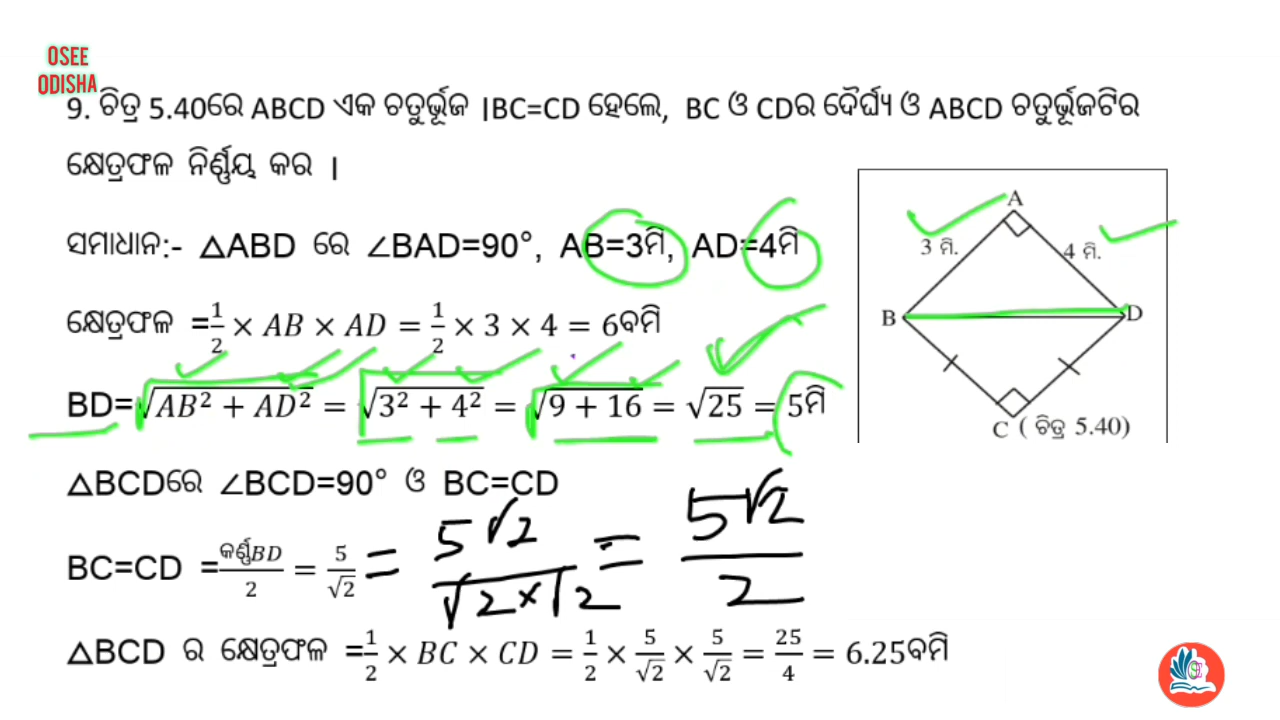 OSEE
ODISHA
9. ଚିତ୍ର 5.40ରେ ABCD ଏକ ଚତୁର୍ଭୂଜ ।BC=CD ହେଲେ, BC ଓ CDର ଦୈର୍ଘ୍ୟ ଓ ABCD ଚତୁର୍ଭୂଜଟିର
କ୍ଷେତ୍ରଫଳ ନିର୍ଣ୍ଣୟ କର ।
ସମାଧାନ:- △ABD ରେ ∠BAD=90°, AB=3ମି, AD=4ମି
କ୍ଷେତ୍ରଫଳ =1/2 × AB × AD = 1/2 × 3 × 4 = 6ବମି
BD=√(AB² + AD²) = √(3² + 4²) = √(9 + 16) = √25 = 5ମି
△BCDରେ ∠BCD=90° ଓ BC=CD
BC=CD =କର୍ଣ୍ଣBD/2 = 5/√2 = 5√2/(√2×√2) = 5√2/2
△BCD ର କ୍ଷେତ୍ରଫଳ =1/2 × BC × CD = 1/2 × 5/√2 × 5/√2 = 25/4 = 6.25ବମି
A
3 ମି. 4 ମି.
B D
C ( ଚିତ୍ର 5.40)